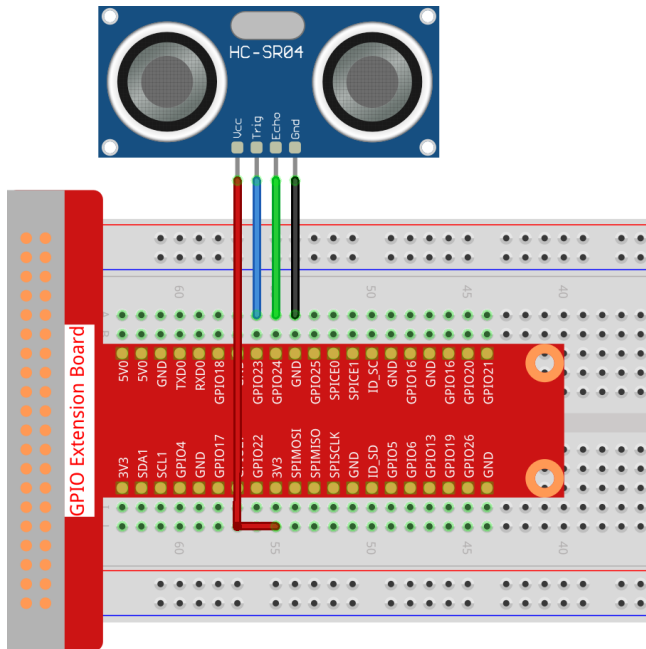 HC-SR04
Vcc
Trig
Echo
Gnd
60
50
45
40
A
GPIO Extension Board
5V0
5V0
GND
TXD0
RXD0
GPIO18
GPIO23
GPIO24
GND
GPIO25
SPICE0
SPICE1
ID_SC
GND
GPIO16
GND
GPIO16
GPIO20
GPIO21
3V3
SDA1
SCL1
GPIO4
GND
GPIO17
GPIO22
3V3
SPIMOSI
SPIMISO
SPISCLK
GND
ID_SD
GPIO5
GPIO6
GPIO13
GPIO19
GPIO26
GND
60
55
50
45
40